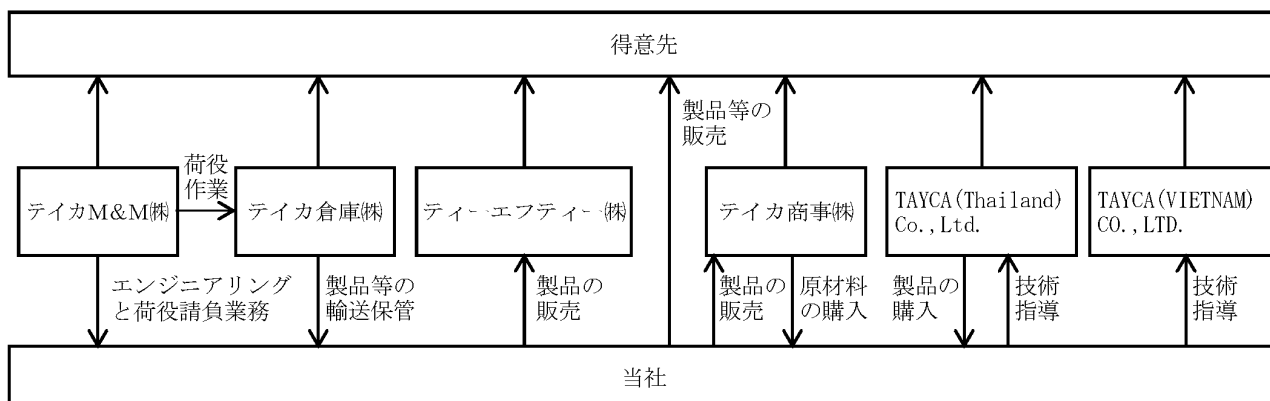 得意先
製品等の
販売
荷役
作業
テイカM&M㈱
テイカ倉庫㈱
ティーエフティー㈱
テイカ商事㈱
TAYCA(Thailand)
Co.,Ltd.
TAYCA(VIETNAM)
CO.,LTD.
エンジニアリング
と荷役請負業務
製品等の
輸送保管
製品の
販売
製品の
販売
原材料
の購入
製品の
購入
技術
指導
技術
指導
当社